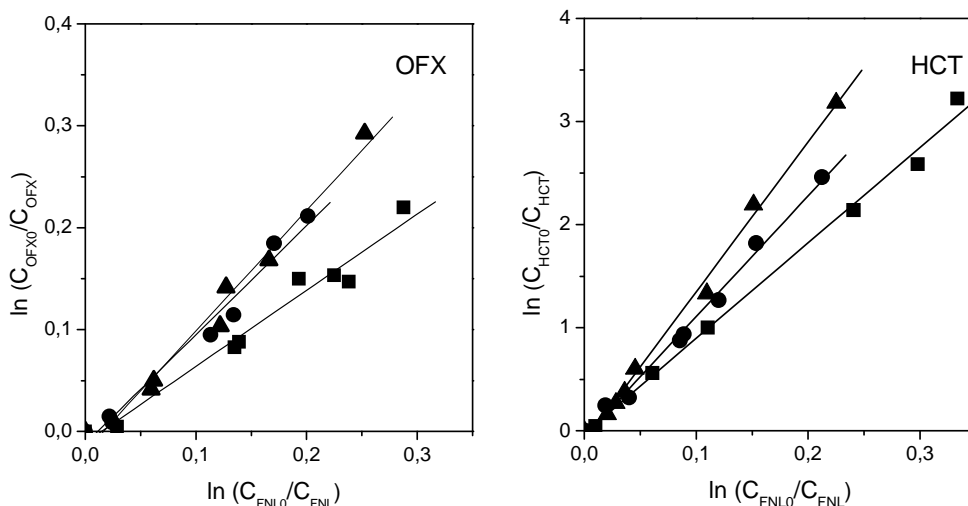 OFX
ln (C_OFX0/C_OFX)
0,4
0,3
0,2
0,1
0,0
0,0 0,1 0,2 0,3
ln (C_FNL0/C_FNL)
HCT
ln (C_HCT0/C_HCT)
4
3
2
1
0
0,0 0,1 0,2 0,3
ln (C_FNL0/C_FNL)